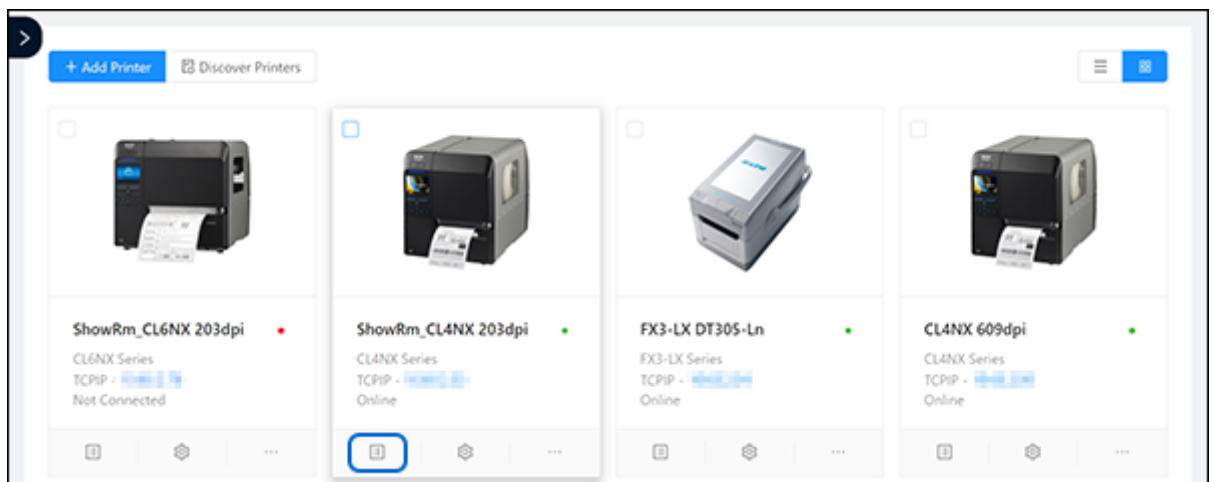 + Add Printer
Discover Printers
ShowRm_CL6NX 203dpi
CL6NX Series
TCPIP -
Not Connected
ShowRm_CL4NX 203dpi
CL4NX Series
TCPIP -
Online
FX3-LX DT305-Ln
FX3-LX Series
TCPIP -
Online
CL4NX 609dpi
CL4NX Series
TCPIP -
Online